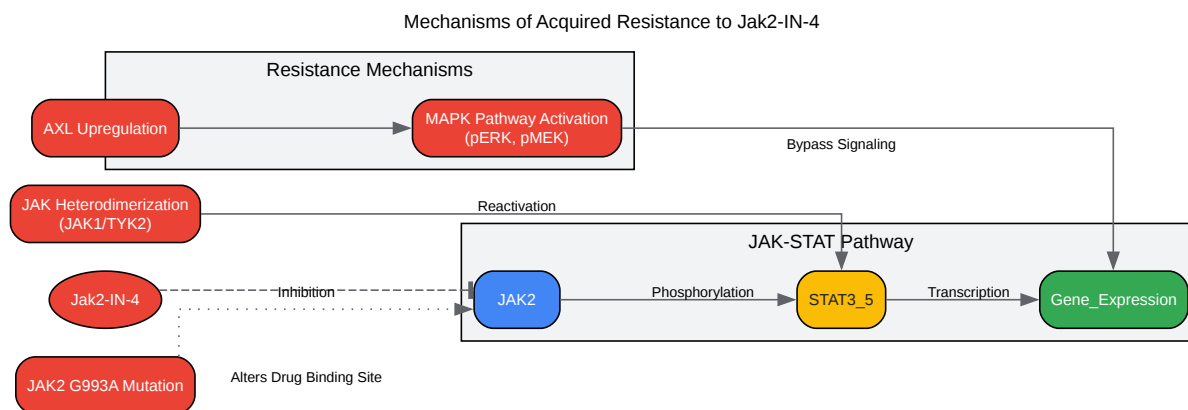 Mechanisms of Acquired Resistance to Jak2-IN-4
Resistance Mechanisms
AXL Upregulation
MAPK Pathway Activation
(pERK, pMEK)
Bypass Signaling
JAK Heterodimerization
(JAK1/TYK2)
Reactivation
JAK-STAT Pathway
Jak2-IN-4
Inhibition
JAK2
Phosphorylation
STAT3_5
Transcription
Gene_Expression
JAK2 G993A Mutation
Alters Drug Binding Site